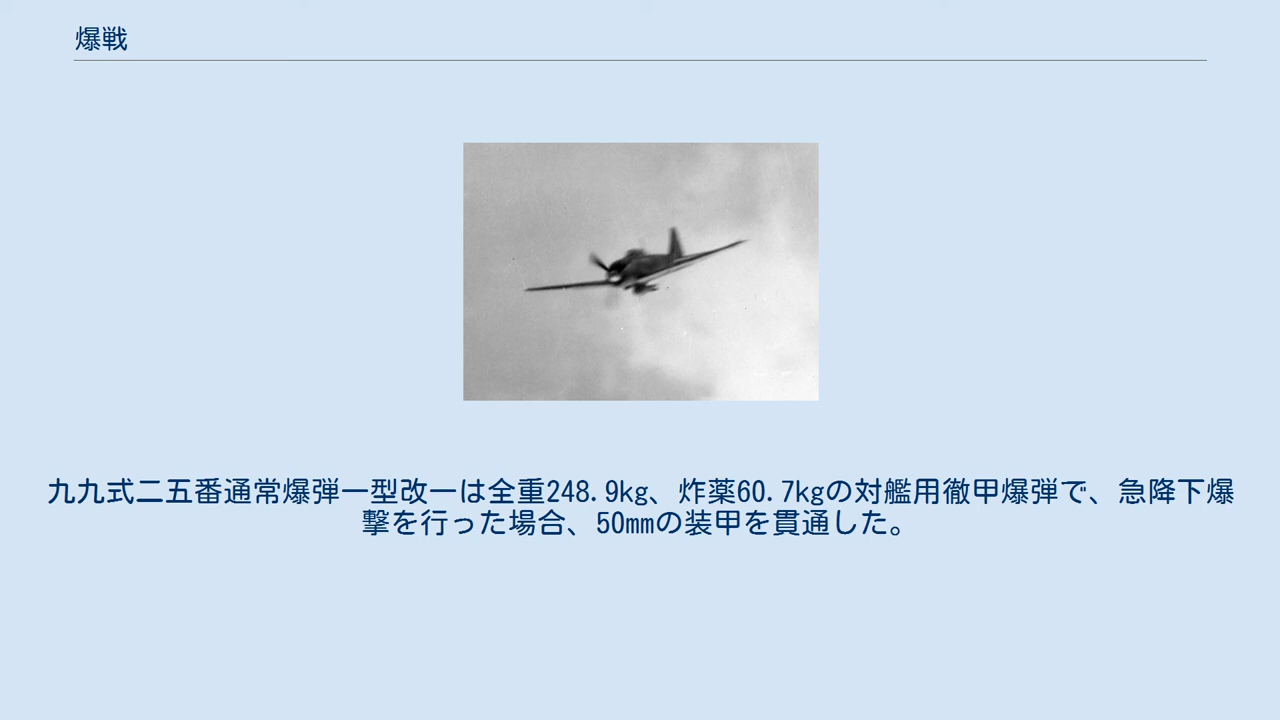 爆戦
九九式二五番通常爆弾一型改一は全重248.9kg、炸薬60.7kgの対艦用徹甲爆弾で、急降下爆
撃を行った場合、50mmの装甲を貫通した。